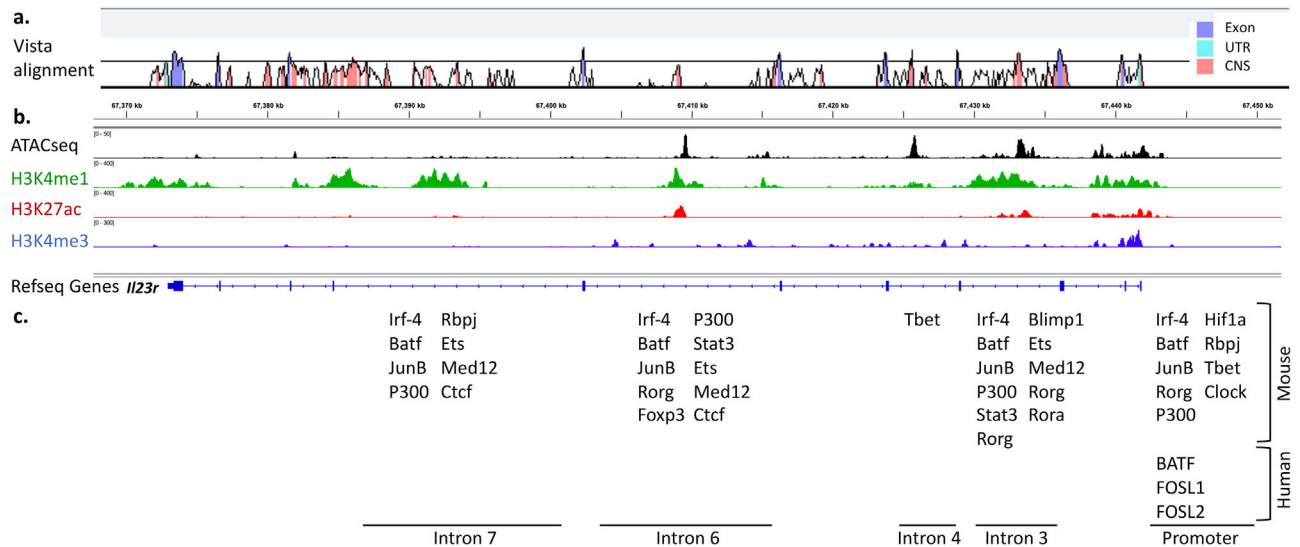 a.
Vista
alignment
Exon
UTR
CNS
67,370 kb 67,380 kb 67,390 kb 67,400 kb 67,410 kb 67,420 kb 67,430 kb 67,440 kb 67,450 kb
b.
ATACseq [0 - 50]
H3K4me1 [0 - 400]
H3K27ac [0 - 400]
H3K4me3 [0 - 300]
Refseq Genes Il23r
c.
Irf-4 Rbpj
Batf Ets
JunB Med12
P300 Ctcf
Irf-4 P300
Batf Stat3
JunB Ets
Rorg Med12
Foxp3 Ctcf
Tbet
Irf-4 Blimp1
Batf Ets
JunB Med12
P300 Rorg
Stat3 Rora
Rorg
Irf-4 Hif1a
Batf Rbpj
JunB Tbet
Rorg Clock
P300
Mouse
BATF
FOSL1
FOSL2
Human
Intron 7 Intron 6 Intron 4 Intron 3 Promoter